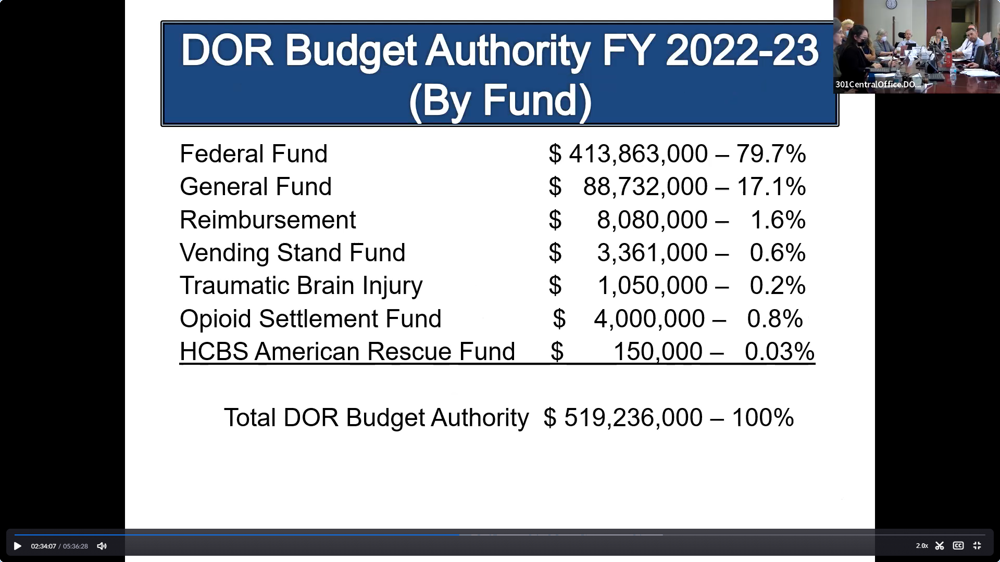 DOR Budget Authority FY 2022-23
(By Fund)
301CentralOffice.DO...
Federal Fund $ 413,863,000 – 79.7%
General Fund $ 88,732,000 – 17.1%
Reimbursement $ 8,080,000 – 1.6%
Vending Stand Fund $ 3,361,000 – 0.6%
Traumatic Brain Injury $ 1,050,000 – 0.2%
Opioid Settlement Fund $ 4,000,000 – 0.8%
HCBS American Rescue Fund $ 150,000 – 0.03%
Total DOR Budget Authority $ 519,236,000 – 100%
02:34:07 / 05:36:28 2.0x CC